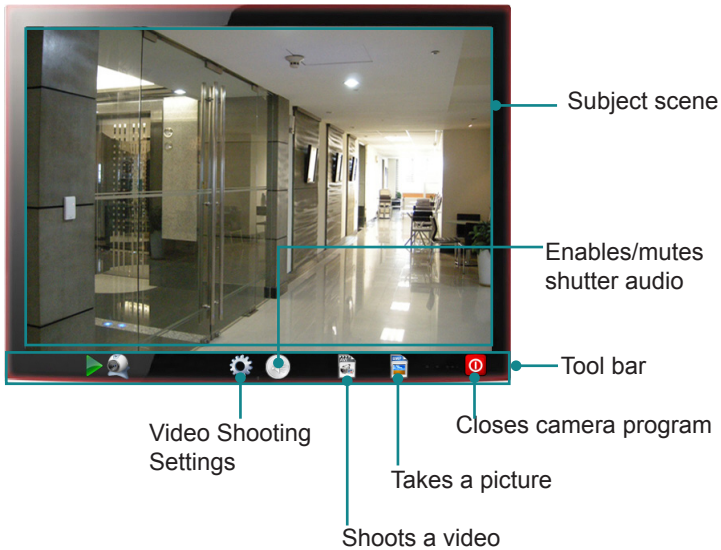 Subject scene
Enables/mutes
shutter audio
Tool bar
Closes camera program
Video Shooting
Settings
Takes a picture
Shoots a video